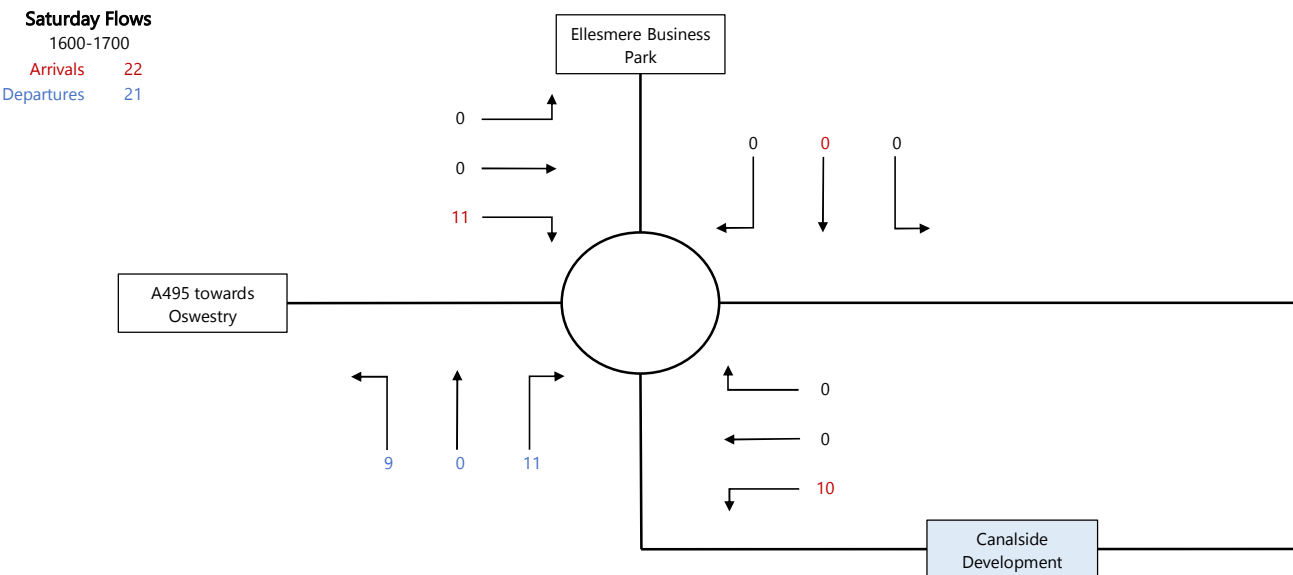 Saturday Flows
1600-1700
Arrivals 22
Departures 21
Ellesmere Business
Park
0
0
11
0 0 0
A495 towards
Oswestry
9 0 11
0
0
10
Canalside
Development